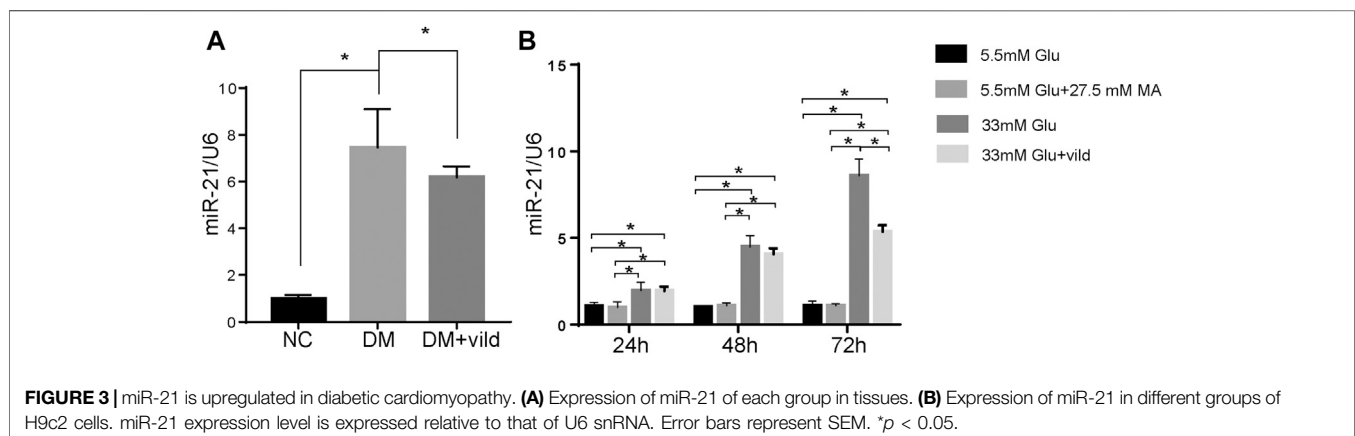 A
*
*
miR-21/U6
10
8
6
4
2
0
NC DM DM+vild
B
miR-21/U6
15
10
5
0
* * * *
* * * *
* * * * *
24h 48h 72h
5.5mM Glu
5.5mM Glu+27.5 mM MA
33mM Glu
33mM Glu+vild
FIGURE 3 | miR-21 is upregulated in diabetic cardiomyopathy. (A) Expression of miR-21 of each group in tissues. (B) Expression of miR-21 in different groups of
H9c2 cells. miR-21 expression level is expressed relative to that of U6 snRNA. Error bars represent SEM. *p < 0.05.